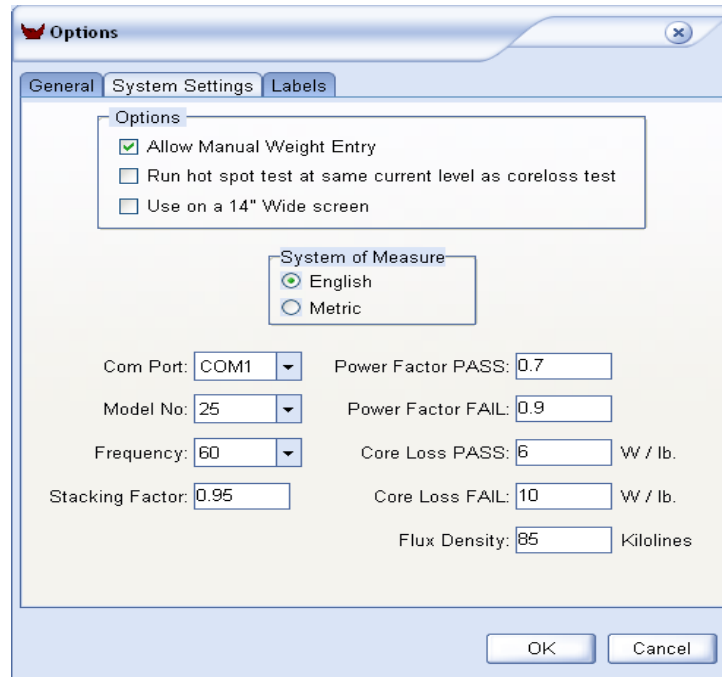 Options
General System Settings Labels
Options
Allow Manual Weight Entry
Run hot spot test at same current level as coreloss test
Use on a 14" Wide screen
System of Measure
English
Metric
Com Port: COM1
Power Factor PASS: 0.7
Model No: 25
Power Factor FAIL: 0.9
Frequency: 60
Core Loss PASS: 6 W / lb.
Stacking Factor: 0.95
Core Loss FAIL: 10 W / lb.
Flux Density: 85 Kilolines
OK Cancel